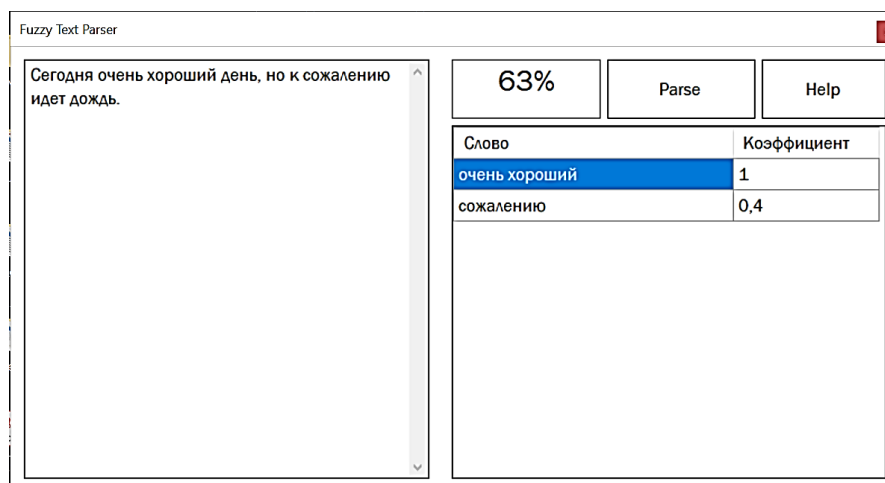 Fuzzy Text Parser
Сегодня очень хороший день, но к сожалению
идет дождь.
63%
Parse
Help
Слово Коэффициент
очень хороший 1
сожалению 0,4